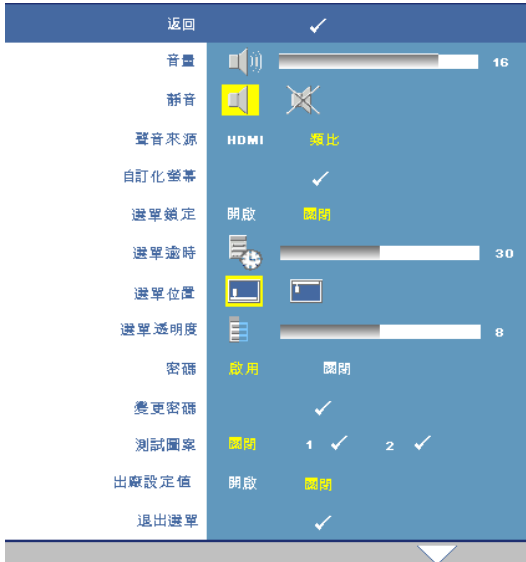 返回
音量 16
靜音
聲音來源 HDMI 類比
自訂化螢幕
選單鎖定 開啟 關閉
選單逾時 30
選單位置
選單透明度 8
密碼 啟用 關閉
變更密碼
測試圖案 關閉 1 2
出廠設定值 開啟 關閉
退出選單